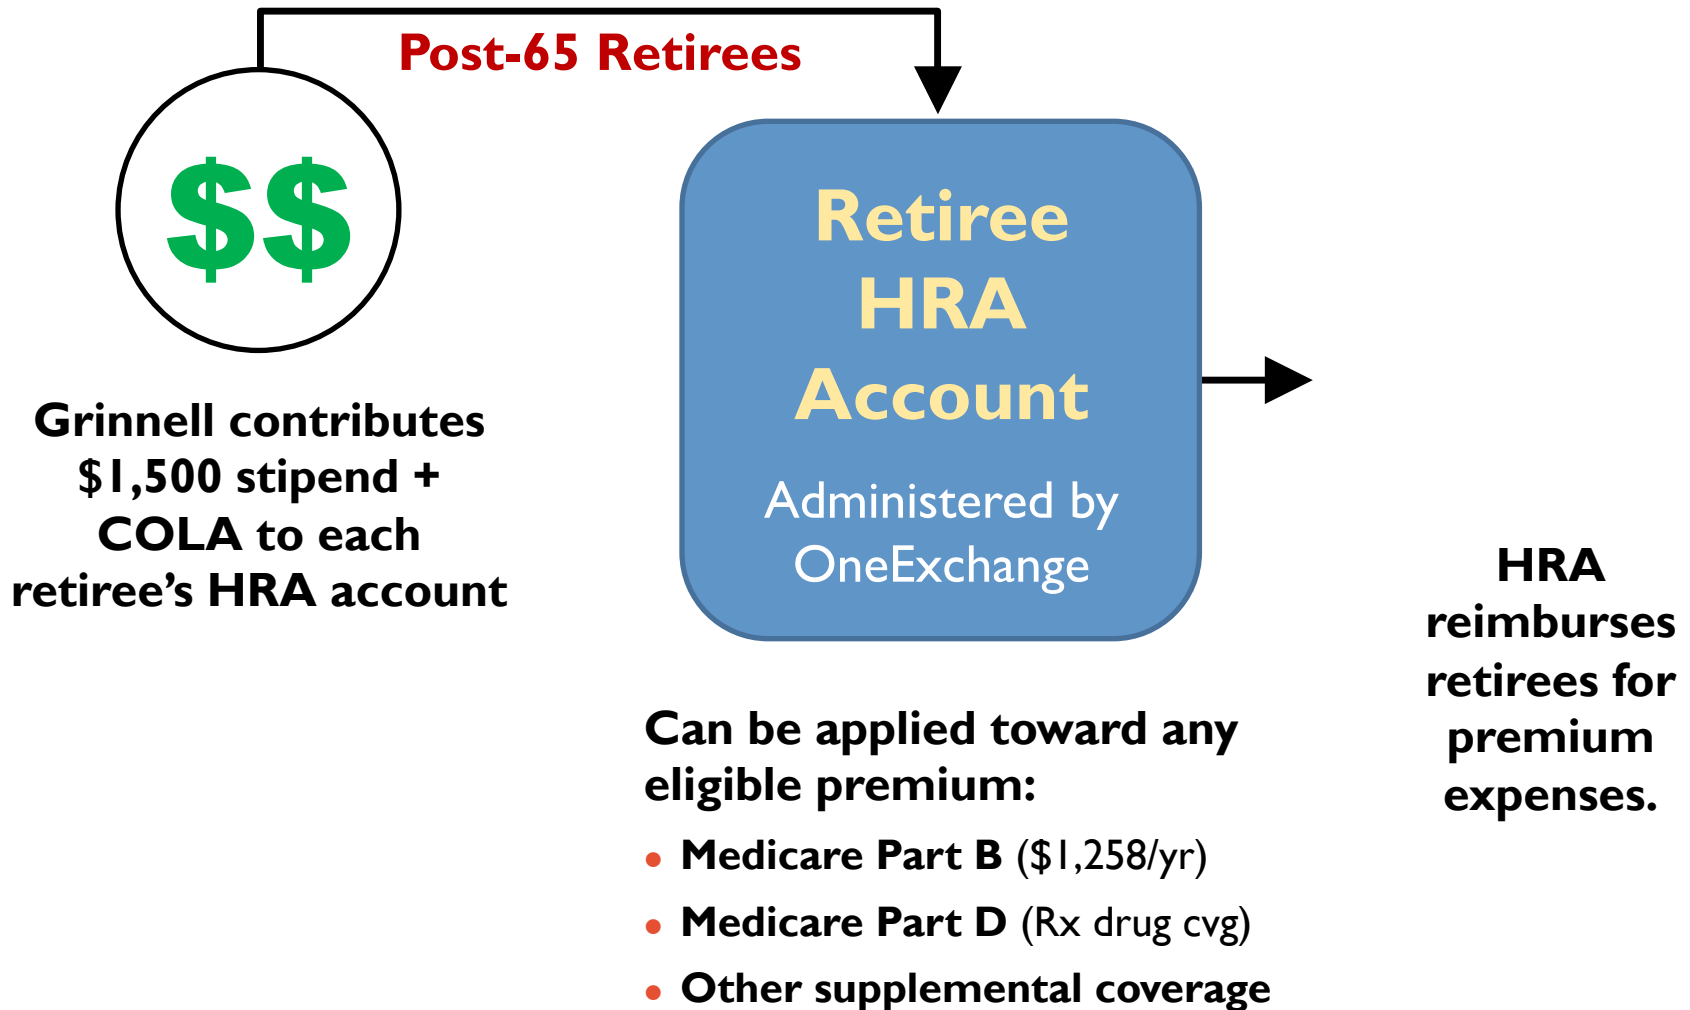 Post-65 Retirees
$$
Grinnell contributes
$1,500 stipend +
COLA to each
retiree’s HRA account
Retiree
HRA
Account
Administered by
OneExchange
Can be applied toward any
eligible premium:
• Medicare Part B ($1,258/yr)
• Medicare Part D (Rx drug cvg)
• Other supplemental coverage
HRA
reimburses
retirees for
premium
expenses.